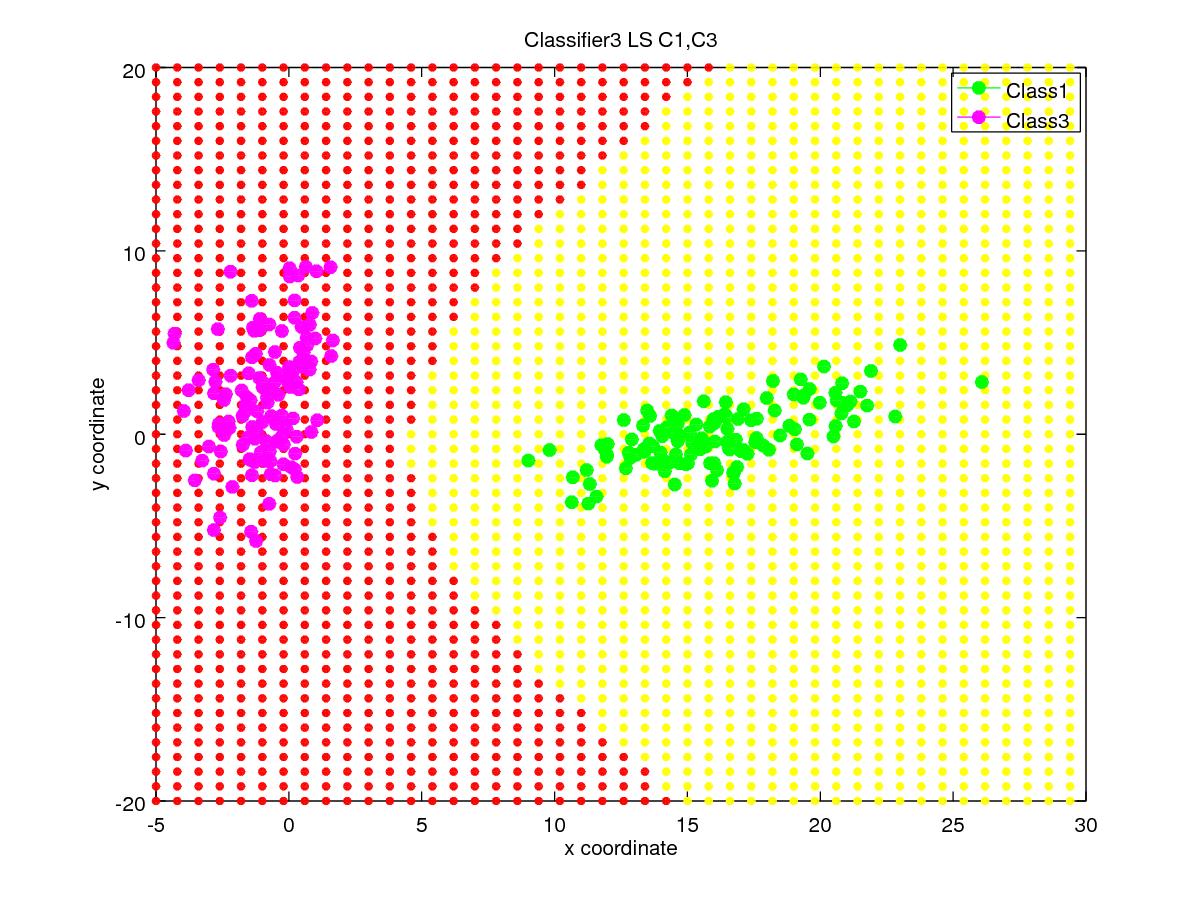 Classifier3 LS C1,C3
Class1
Class3
20
10
0
-10
-20
y coordinate
-5 0 5 10 15 20 25 30
x coordinate